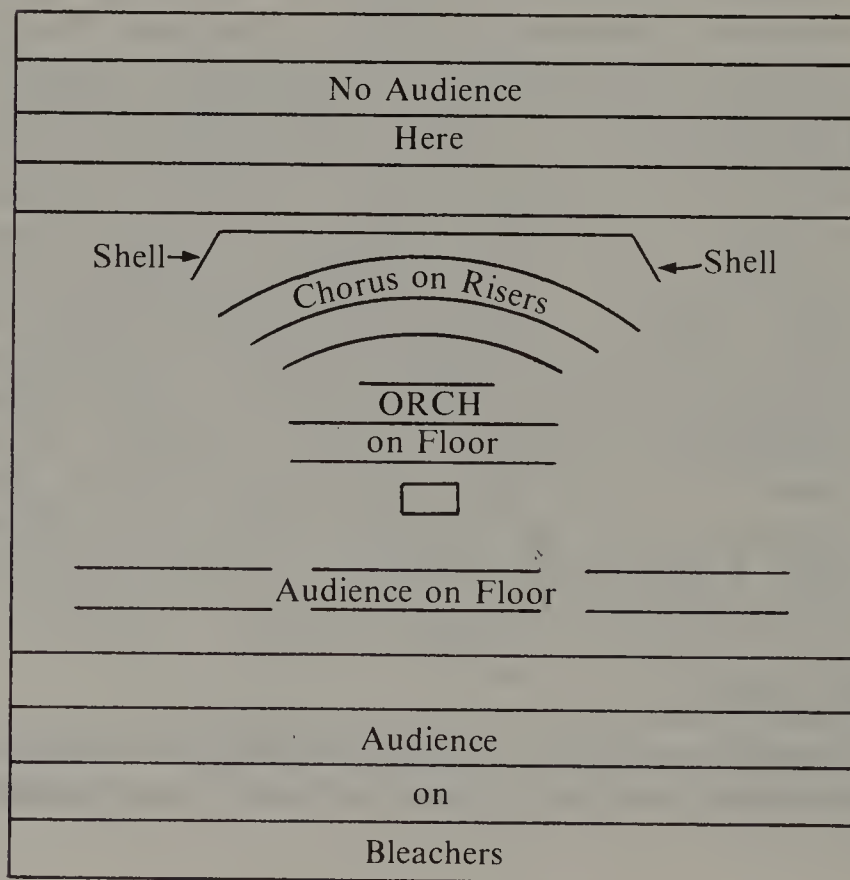 No Audience
Here
Shell
Shell
Chorus on Risers
ORCH
on Floor
Audience on Floor
Audience
on
Bleachers